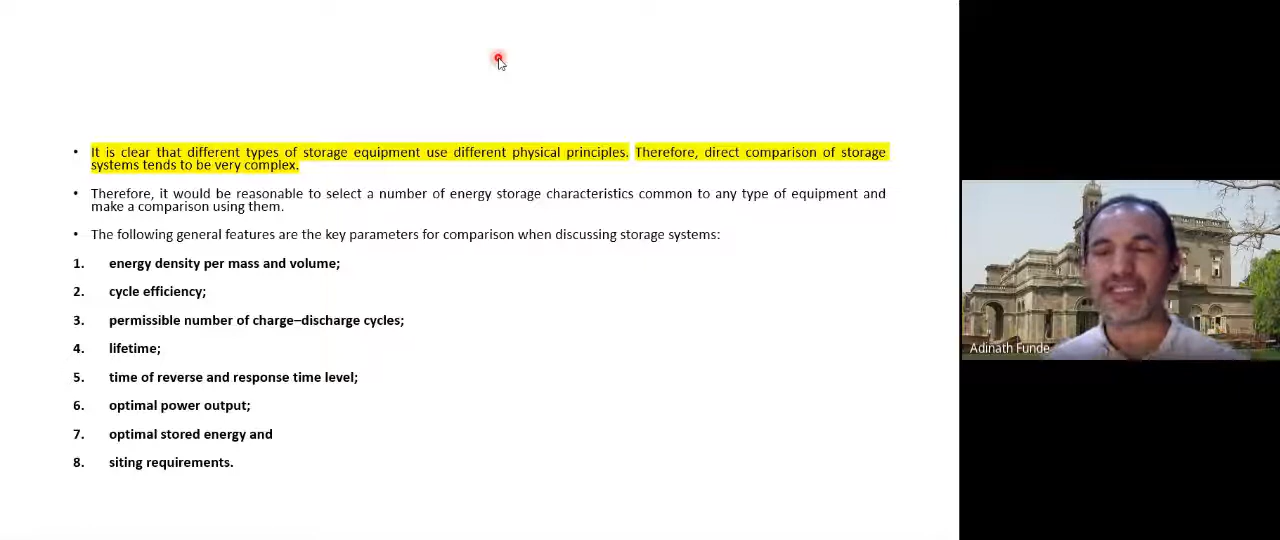 • It is clear that different types of storage equipment use different physical principles. Therefore, direct comparison of storage
systems tends to be very complex.
• Therefore, it would be reasonable to select a number of energy storage characteristics common to any type of equipment and
make a comparison using them.
• The following general features are the key parameters for comparison when discussing storage systems:
1. energy density per mass and volume;
2. cycle efficiency;
3. permissible number of charge–discharge cycles;
4. lifetime;
5. time of reverse and response time level;
6. optimal power output;
7. optimal stored energy and
8. siting requirements.
Adinath Funde